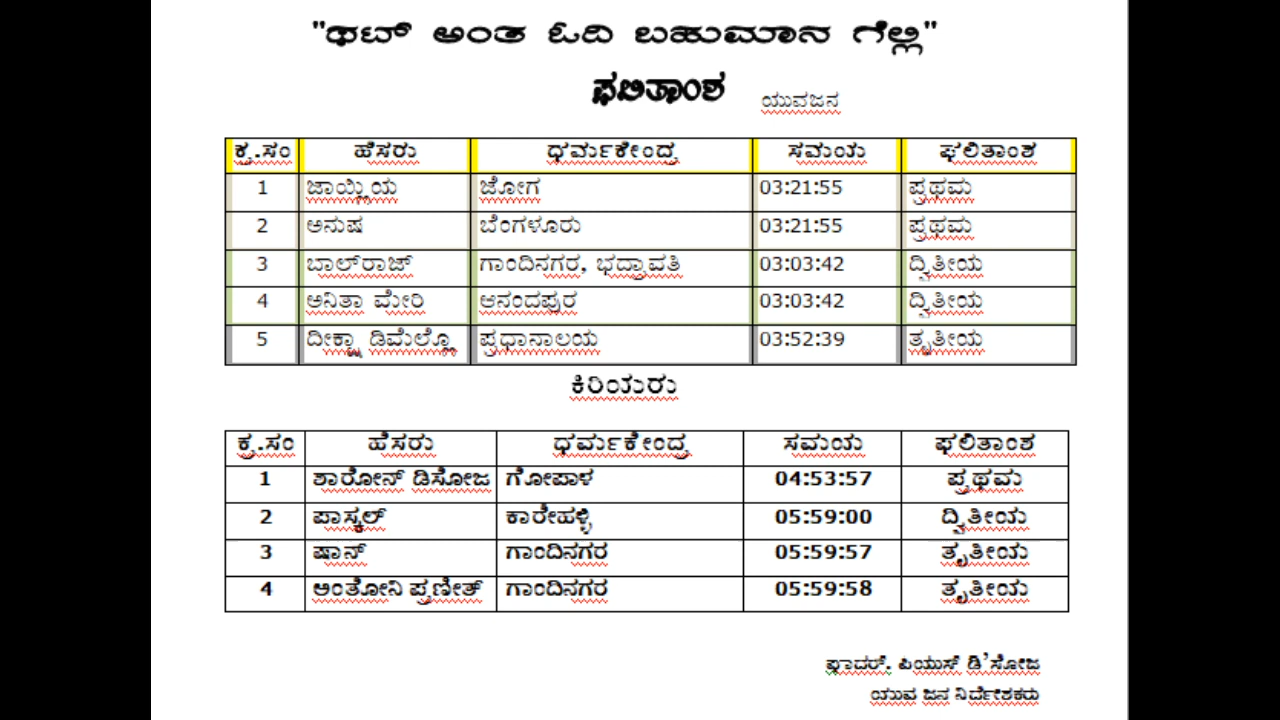 "ಥಟ್ ಅಂತ ಓದಿ ಬಹುಮಾನ ಗೆಲ್ಲಿ"
ಫಲಿತಾಂಶ ಯುವಜನ
ಕ್ರ.ಸಂ ಹೆಸರು ಧರ್ಮಕೇಂದ್ರ ಸಮಯ ಫಲಿತಾಂಶ
1 ಜಾಯ್ಲಿಯ ಜೋಗ 03:21:55 ಪ್ರಥಮ
2 ಅನುಷ ಬೆಂಗಳೂರು 03:21:55 ಪ್ರಥಮ
3 ಬಾಲ್‌ರಾಜ್ ಗಾಂದಿನಗರ, ಭದ್ರಾವತಿ 03:03:42 ದ್ವಿತೀಯ
4 ಅನಿತಾ ಮೇರಿ ಆನಂದಪುರ 03:03:42 ದ್ವಿತೀಯ
5 ದೀಕ್ಷಾ ಡಿಮೆಲ್ಲೊ ಪ್ರಧಾನಾಲಯ 03:52:39 ತೃತೀಯ
ಕಿರಿಯರು
ಕ್ರ.ಸಂ ಹೆಸರು ಧರ್ಮಕೇಂದ್ರ ಸಮಯ ಫಲಿತಾಂಶ
1 ಶಾರೋನ್ ಡಿಸೋಜ ಗೋಪಾಳ 04:53:57 ಪ್ರಥಮ
2 ಪಾಸ್ಕಲ್ ಕಾರೇಹಳ್ಳಿ 05:59:00 ದ್ವಿತೀಯ
3 ಷಾನ್ ಗಾಂದಿನಗರ 05:59:57 ತೃತೀಯ
4 ಅಂತೋನಿ ಪ್ರಣೀತ್ ಗಾಂದಿನಗರ 05:59:58 ತೃತೀಯ
ಫಾದರ್. ಪಿಯುಸ್ ಡಿ'ಸೋಜ
ಯುವ ಜನ ನಿರ್ದೇಶಕರು